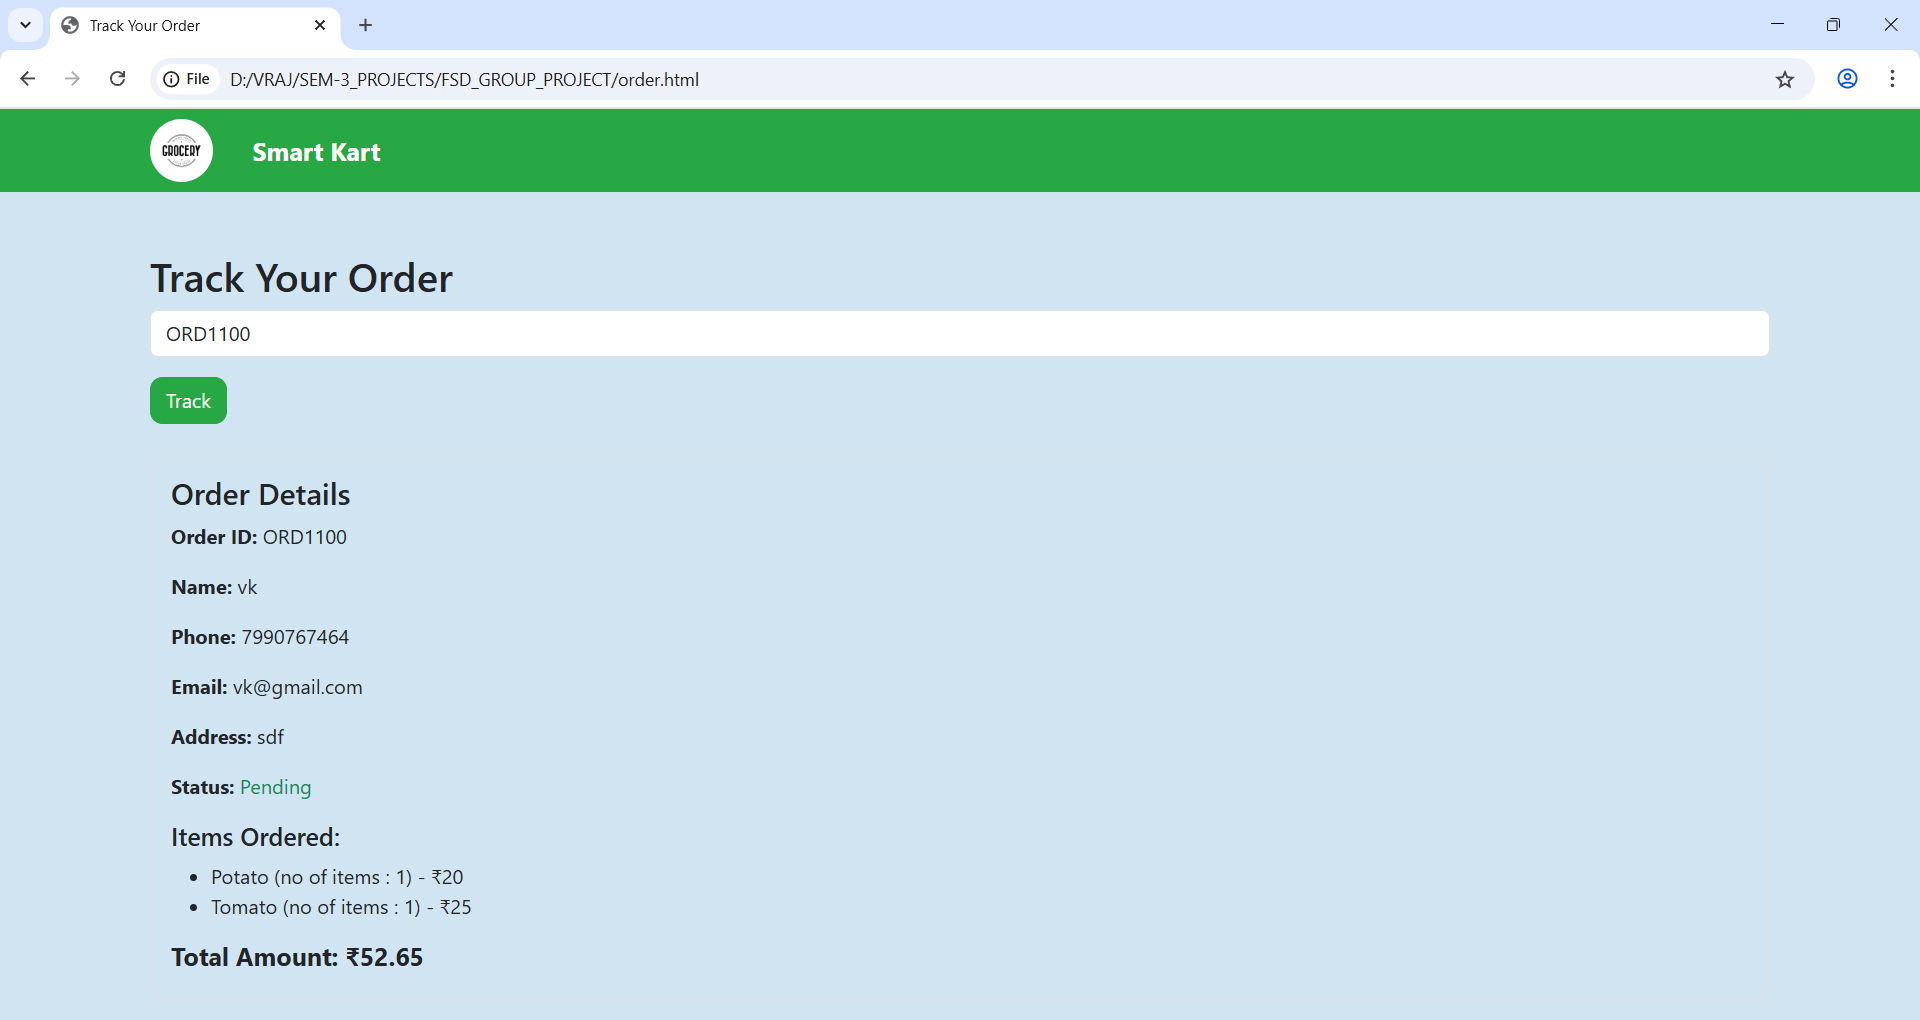 Track Your Order
File D:/VRAJ/SEM-3_PROJECTS/FSD_GROUP_PROJECT/order.html
GROCERY
Smart Kart
Track Your Order
ORD1100
Track
Order Details
Order ID: ORD1100
Name: vk
Phone: 7990767464
Email: vk@gmail.com
Address: sdf
Status: Pending
Items Ordered:
• Potato (no of items : 1) - ₹20
• Tomato (no of items : 1) - ₹25
Total Amount: ₹52.65